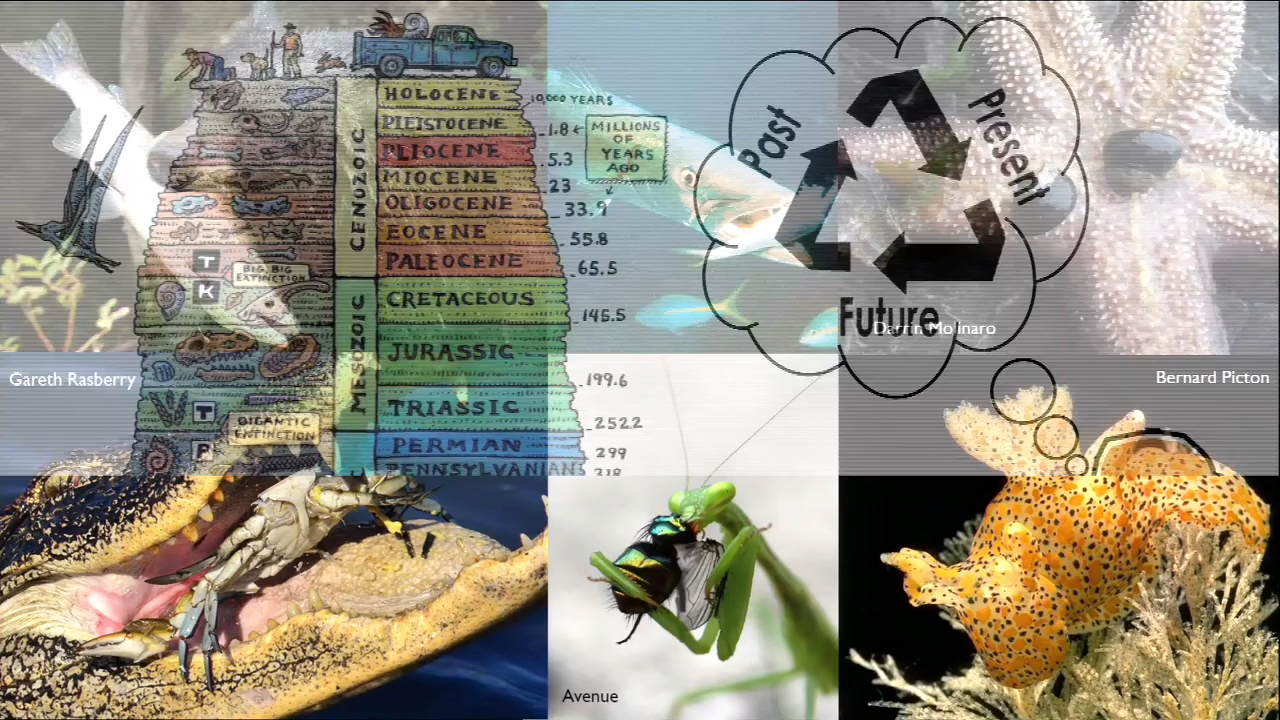 HOLOCENE
10,000 YEARS
PLEISTOCENE
1.8
MILLIONS
OF
YEARS
AGO
PLIOCENE
5.3
MIOCENE
23
OLIGOCENE
33.9
EOCENE
55.8
PALEOCENE
65.5
CENOZOIC
T
K
BIG, BIG
EXTINCTION
CRETACEOUS
145.5
JURASSIC
199.6
MESOZOIC
TRIASSIC
252.2
T
GIGANTIC
EXTINCTION
P
PERMIAN
299
PENNSYLVANIAN
318
Past
Present
Future
Darrin Molinaro
Gareth Rasberry
Bernard Picton
Avenue